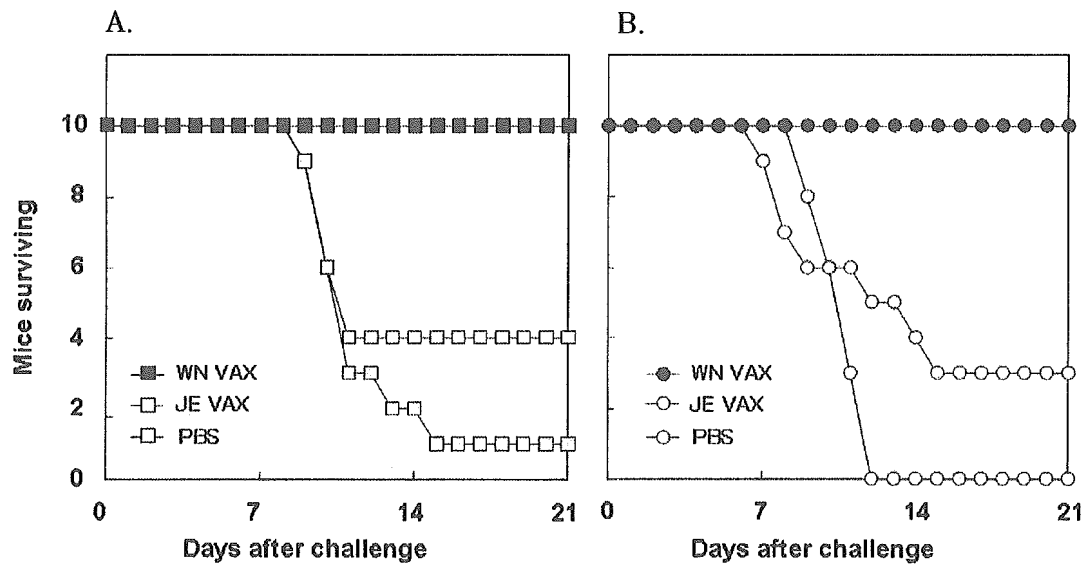 A.
B.
Mice surviving
10
8
6
4
2
0
WN VAX
JE VAX
PBS
0 7 14 21
Days after challenge
WN VAX
JE VAX
PBS
0 7 14 21
Days after challenge